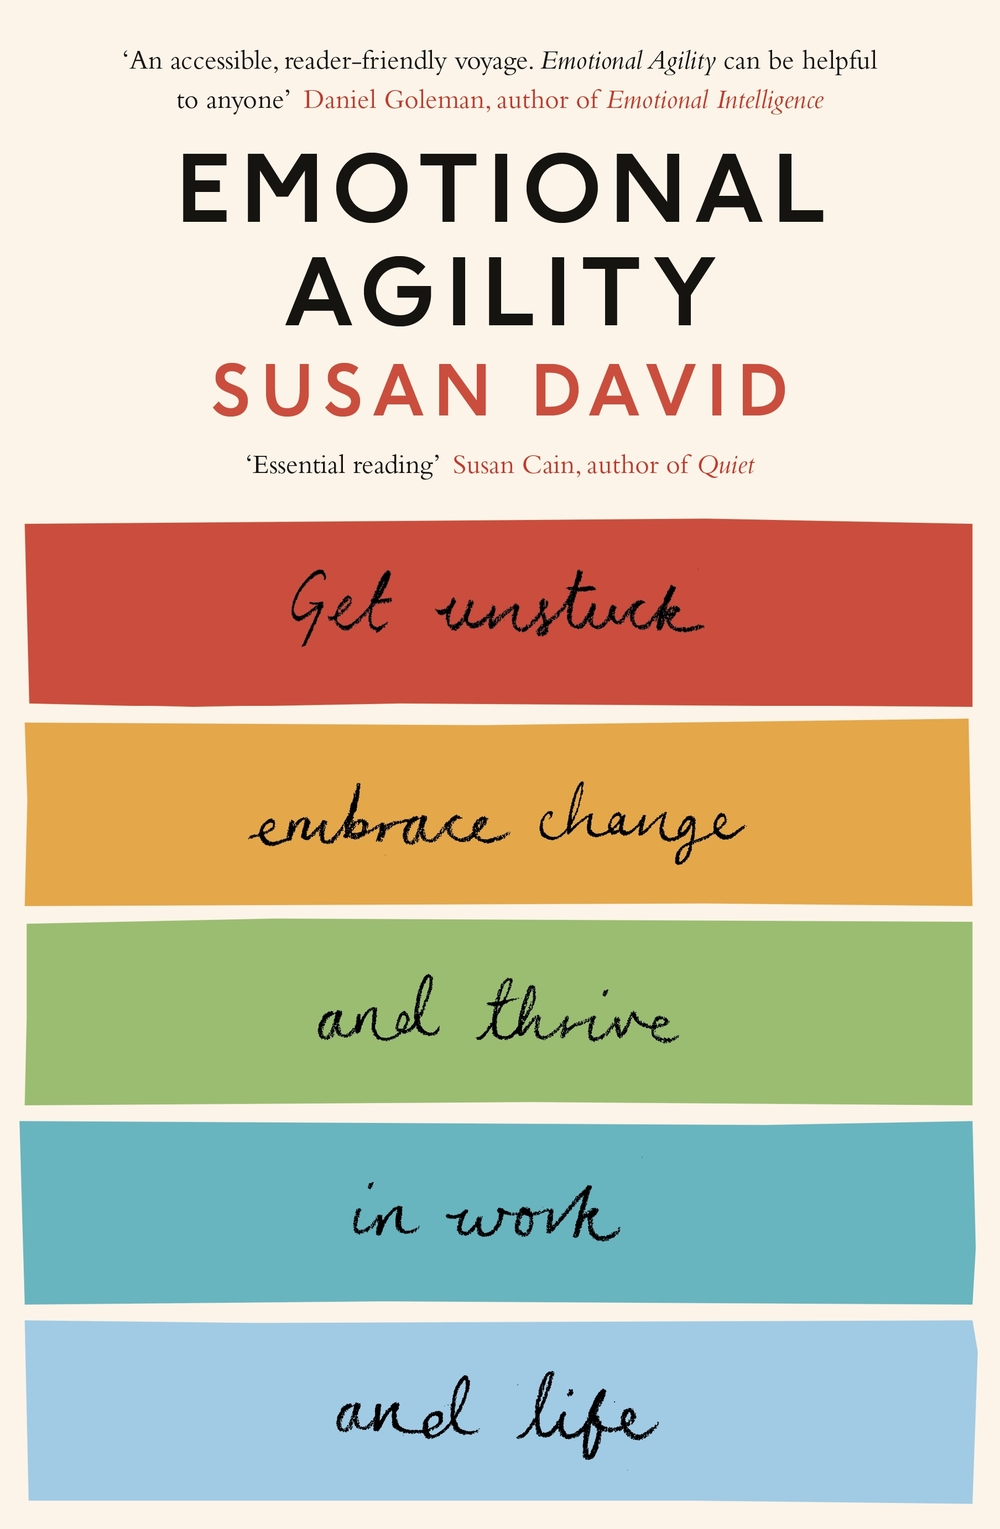 ‘An accessible, reader-friendly voyage. Emotional Agility can be helpful
to anyone’ Daniel Goleman, author of Emotional Intelligence
EMOTIONAL
AGILITY
SUSAN DAVID
‘Essential reading’ Susan Cain, author of Quiet
Get unstuck
embrace change
and thrive
in work
and life